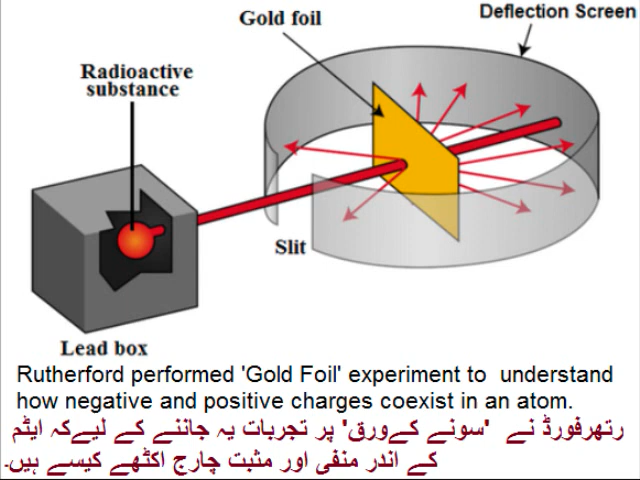 Gold foil
Deflection Screen
Radioactive
substance
Slit
Lead box
Rutherford performed 'Gold Foil' experiment to understand
how negative and positive charges coexist in an atom.
رتھرفورڈ نے 'سونے کےورق' پر تجربات یہ جاننے کے لیےکہ ایٹم
کے اندر منفی اور مثبت چارج اکٹھے کیسے ہیں۔